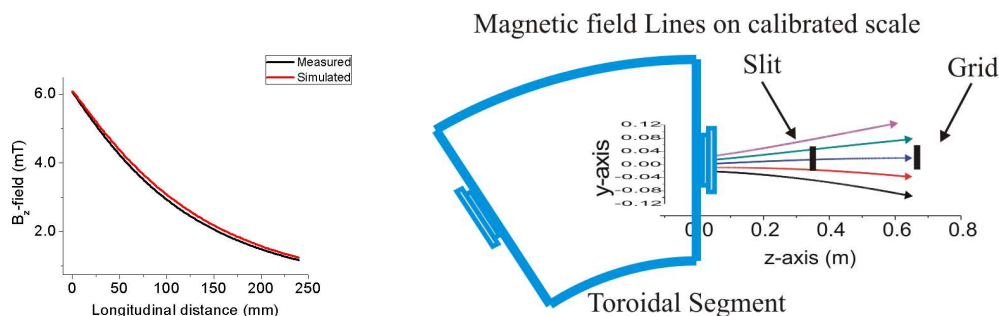 Measured
Simulated
6.0
4.0
2.0
B_z-field (mT)
0 50 100 150 200 250
Longitudinal distance (mm)
Magnetic field Lines on calibrated scale
Slit
Grid
0.12
0.08
0.04
0.00
-0.04
-0.08
-0.12
y-axis
0.0 0.2 0.4 0.6 0.8
z-axis (m)
Toroidal Segment